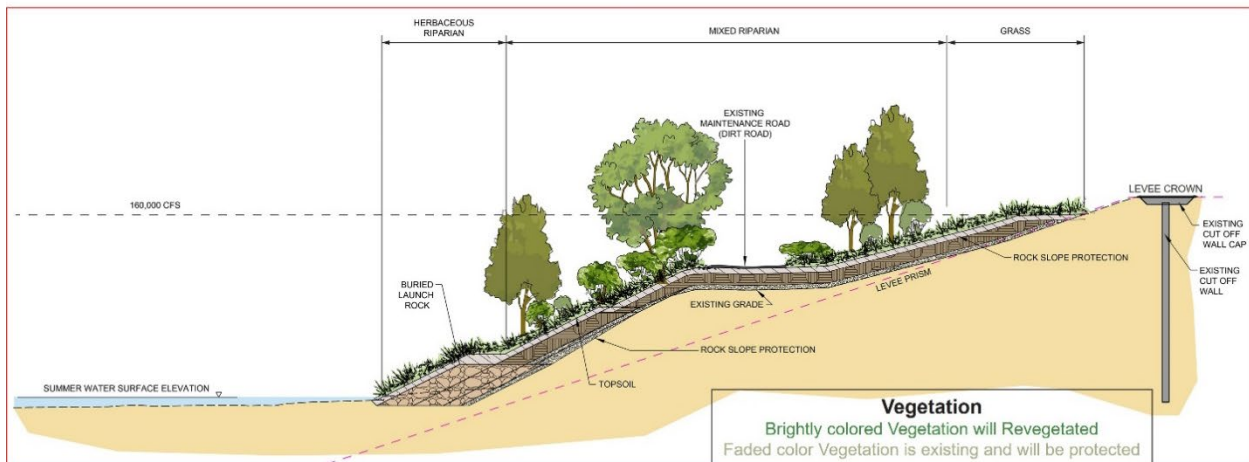 HERBACEOUS
RIPARIAN
MIXED RIPARIAN
GRASS
EXISTING
MAINTENANCE ROAD
(DIRT ROAD)
160,000 CFS
LEVEE CROWN
EXISTING
CUT OFF
WALL CAP
ROCK SLOPE PROTECTION
EXISTING
CUT OFF
WALL
BURIED
LAUNCH
ROCK
LEVEE PRISM
EXISTING GRADE
ROCK SLOPE PROTECTION
TOPSOIL
SUMMER WATER SURFACE ELEVATION
Vegetation
Brightly colored Vegetation will Revegetated
Faded color Vegetation is existing and will be protected